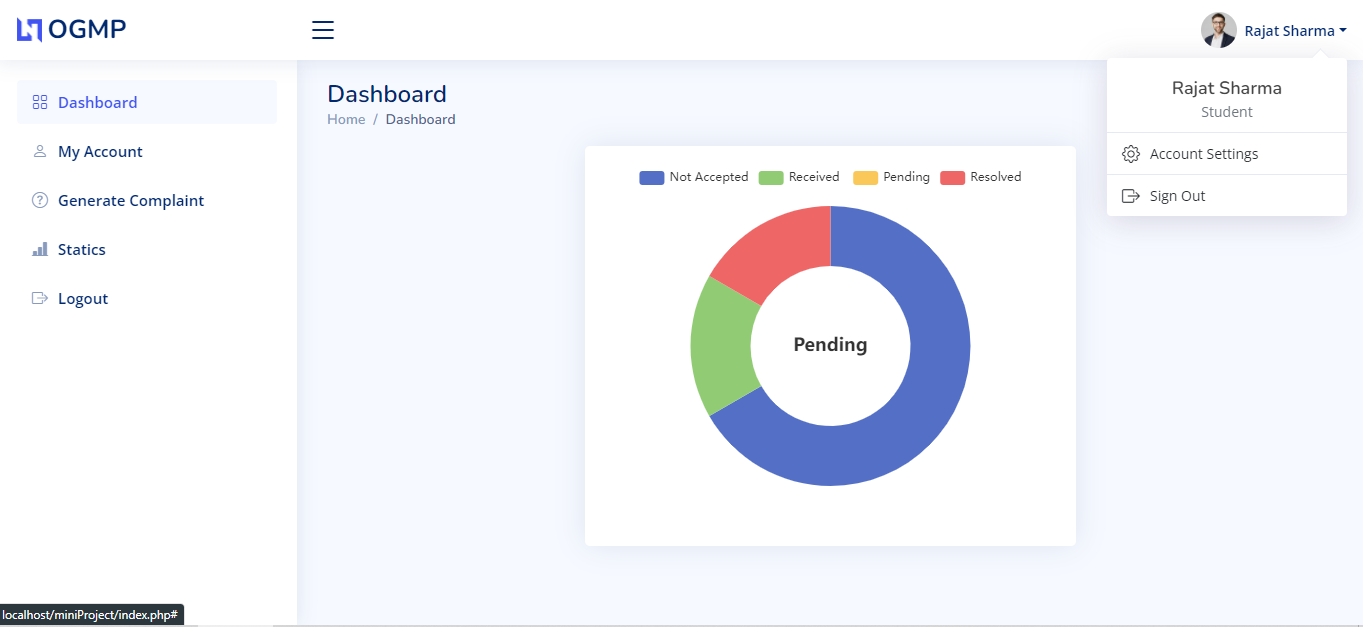 OGMP
Rajat Sharma
Dashboard
My Account
Generate Complaint
Statics
Logout
Dashboard
Home / Dashboard
Not Accepted Received Pending Resolved
Pending
Rajat Sharma
Student
Account Settings
Sign Out
localhost/miniProject/index.php#